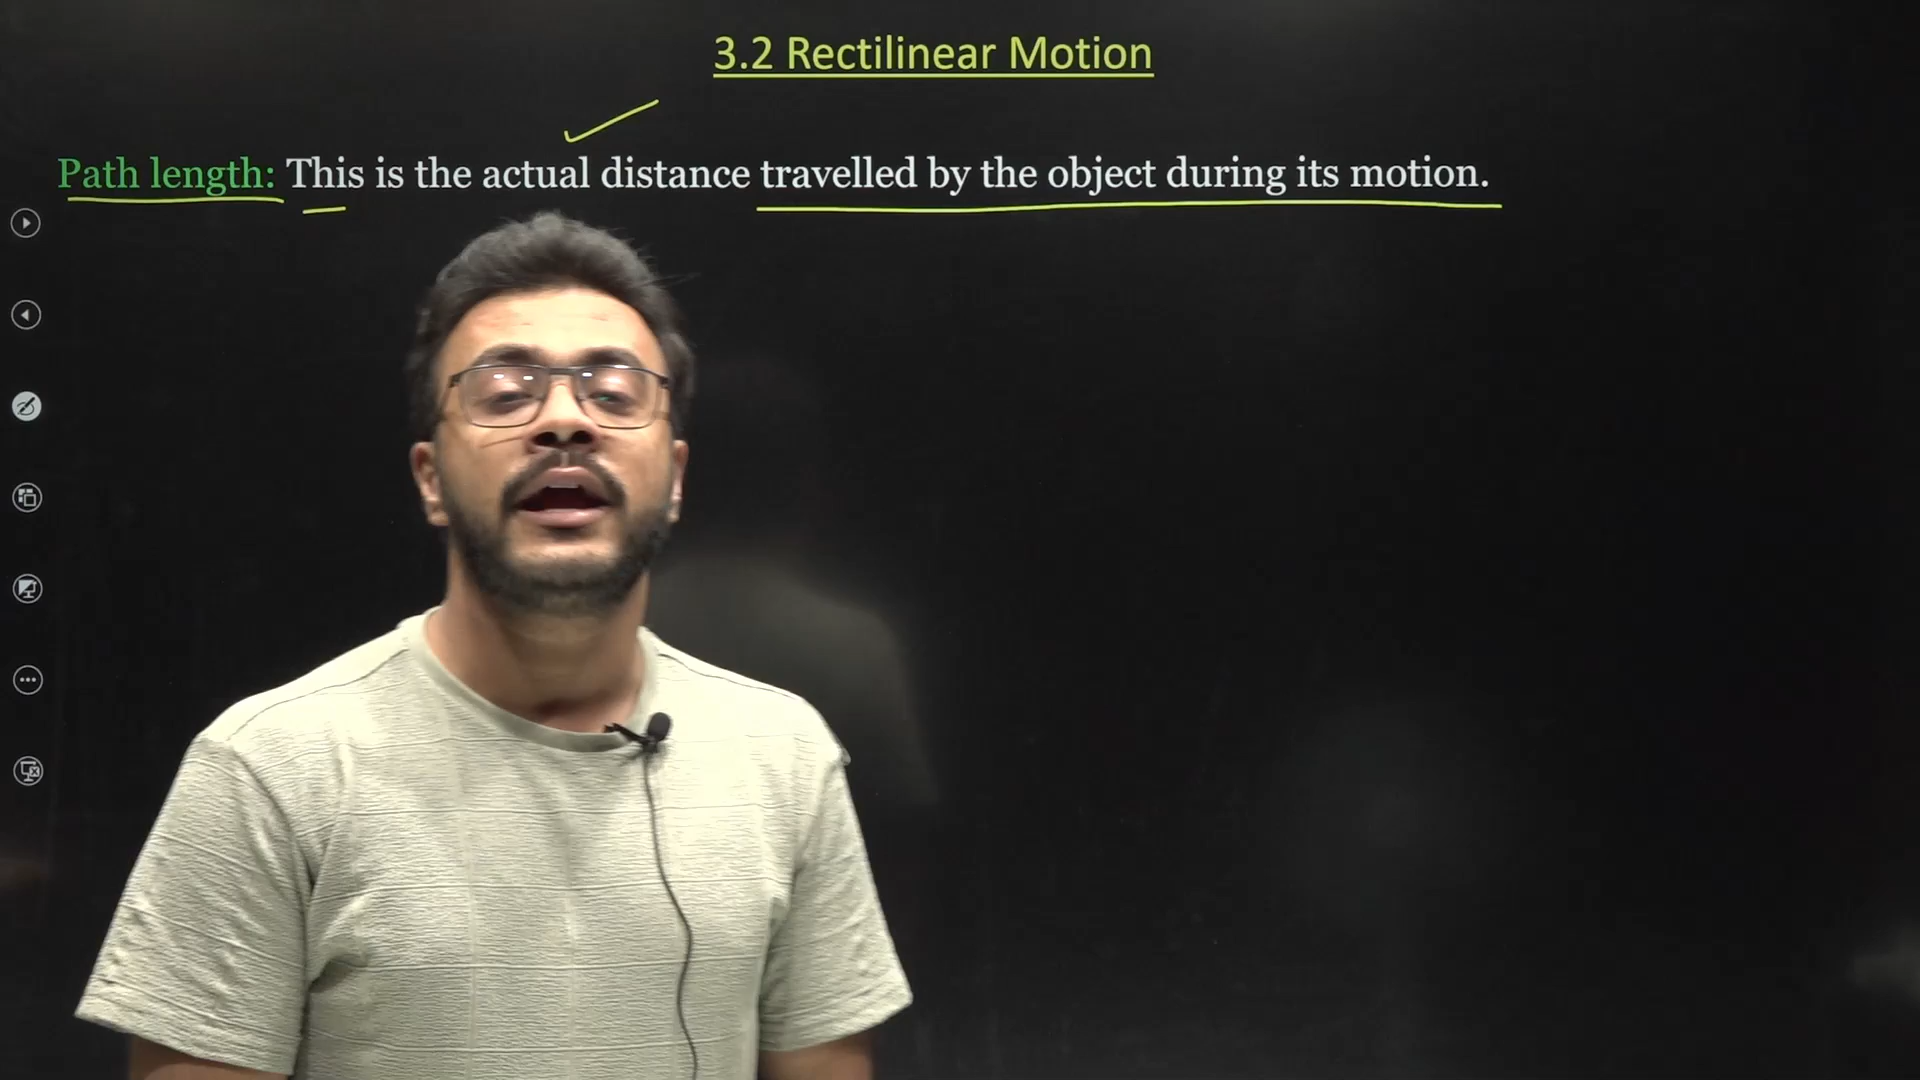 3.2 Rectilinear Motion
Path length: This is the actual distance travelled by the object during its motion.